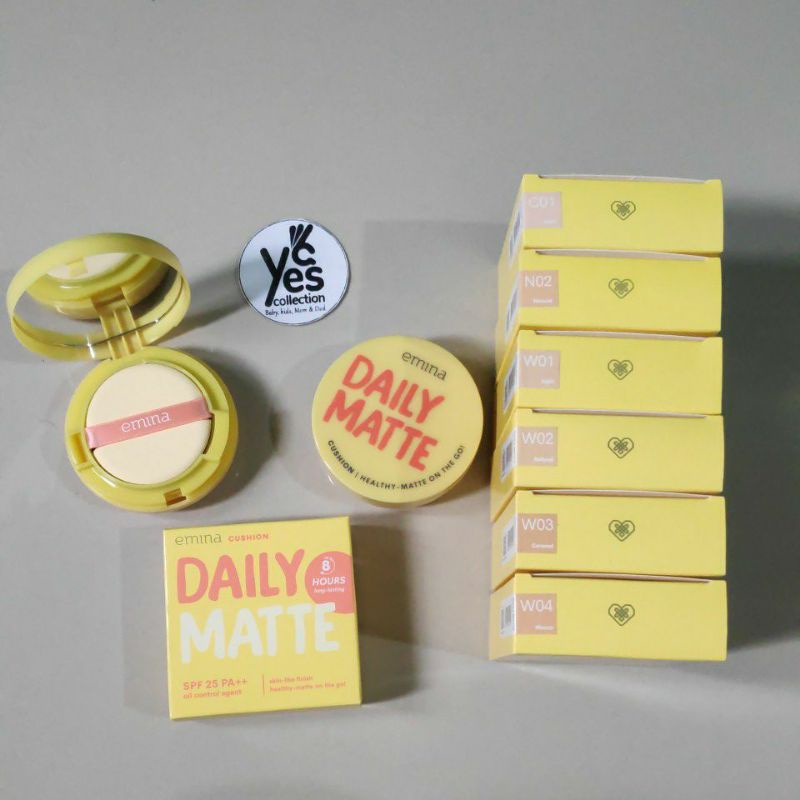 Yes
collection
Baby, kids, Mom & Dad
emina
emina
DAILY
MATTE
CUSHION | HEALTHY-MATTE ON THE GO!
emina CUSHION
DAILY
MATTE
8
HOURS
long-lasting
SPF 25 PA++
oil control agent
skin-like finish
healthy-matte on the go!
C01
N02
Natural
W01
Light
W02
Natural
W03
Caramel
W04